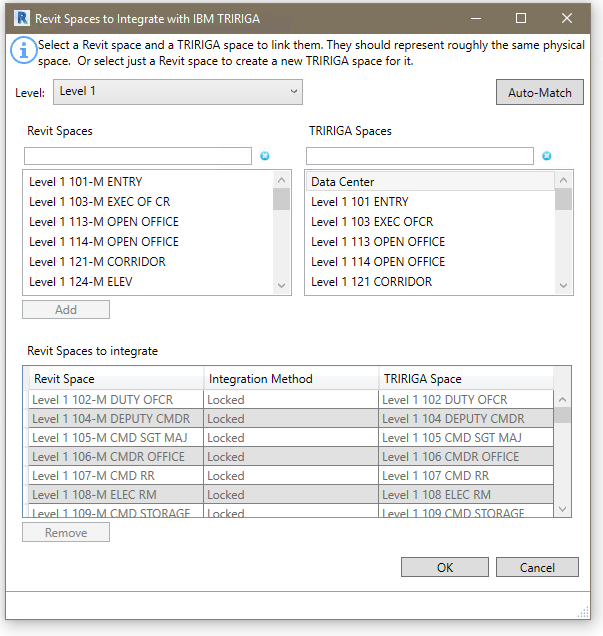 Revit Spaces to Integrate with IBM TRIRIGA
Select a Revit space and a TRIRIGA space to link them. They should represent roughly the same physical
space. Or select just a Revit space to create a new TRIRIGA space for it.
Level: Level 1 Auto-Match
Revit Spaces TRIRIGA Spaces
Level 1 101-M ENTRY
Level 1 103-M EXEC OF CR
Level 1 113-M OPEN OFFICE
Level 1 114-M OPEN OFFICE
Level 1 121-M CORRIDOR
Level 1 124-M ELEV
Data Center
Level 1 101 ENTRY
Level 1 103 EXEC OFCR
Level 1 113 OPEN OFFICE
Level 1 114 OPEN OFFICE
Level 1 121 CORRIDOR
Add
Revit Spaces to integrate
Revit Space Integration Method TRIRIGA Space
Level 1 102-M DUTY OFCR Locked Level 1 102 DUTY OFCR
Level 1 104-M DEPUTY CMDR Locked Level 1 104 DEPUTY CMDR
Level 1 105-M CMD SGT MAJ Locked Level 1 105 CMD SGT MAJ
Level 1 106-M CMDR OFFICE Locked Level 1 106 CMDR OFFICE
Level 1 107-M CMD RR Locked Level 1 107 CMD RR
Level 1 108-M ELEC RM Locked Level 1 108 ELEC RM
Level 1 109-M CMD STORAGE Locked Level 1 109 CMD STORAGE
Remove
OK Cancel